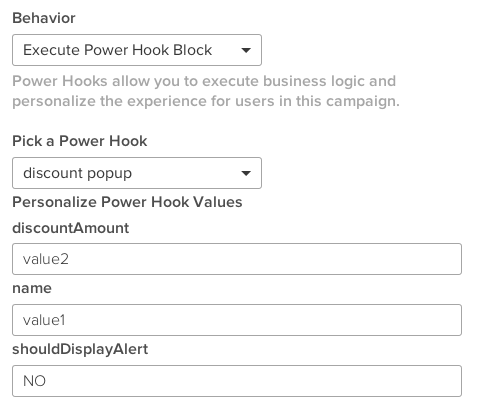 Behavior
Execute Power Hook Block
Power Hooks allow you to execute business logic and
personalize the experience for users in this campaign.
Pick a Power Hook
discount popup
Personalize Power Hook Values
discountAmount
value2
name
value1
shouldDisplayAlert
NO